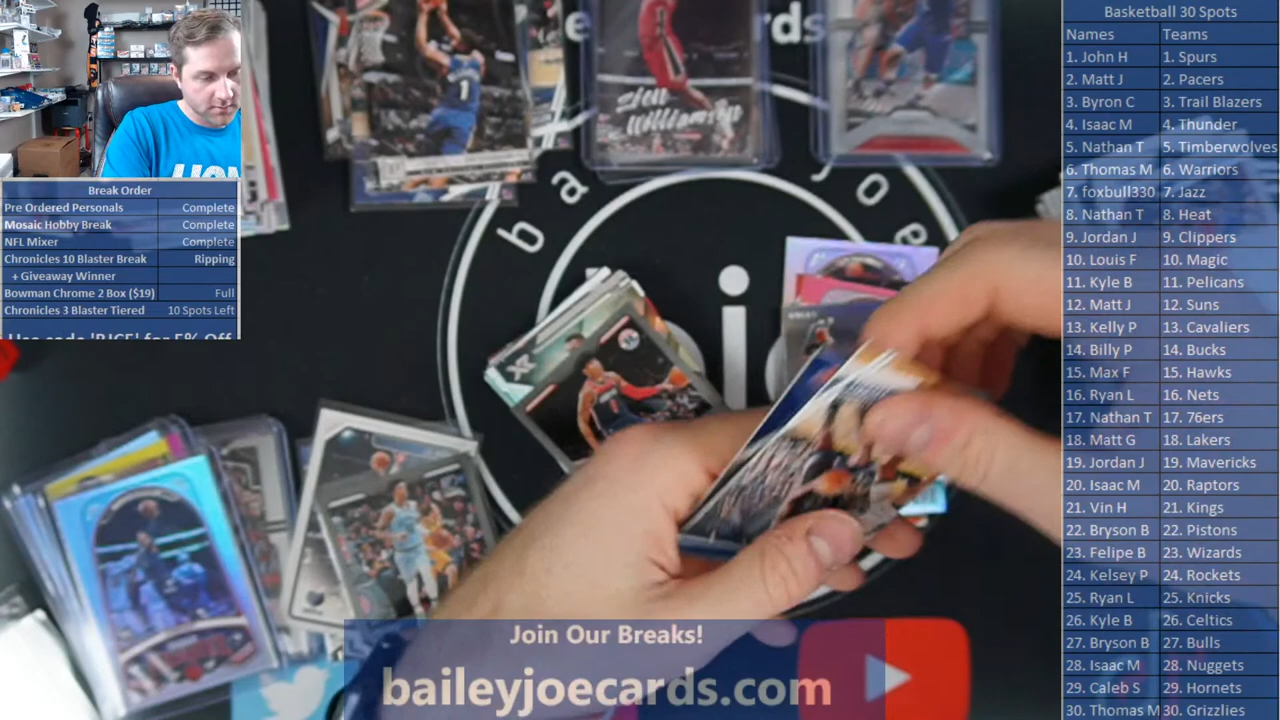 Basketball 30 Spots
Names Teams
1. John H 1. Spurs
2. Matt J 2. Pacers
3. Byron C 3. Trail Blazers
4. Isaac M 4. Thunder
5. Nathan T 5. Timberwolves
6. Thomas M 6. Warriors
7. foxbull330 7. Jazz
8. Nathan T 8. Heat
9. Jordan J 9. Clippers
10. Louis F 10. Magic
11. Kyle B 11. Pelicans
12. Matt J 12. Suns
13. Kelly P 13. Cavaliers
14. Billy P 14. Bucks
15. Max F 15. Hawks
16. Ryan L 16. Nets
17. Nathan T 17. 76ers
18. Matt G 18. Lakers
19. Jordan J 19. Mavericks
20. Isaac M 20. Raptors
21. Vin H 21. Kings
22. Bryson B 22. Pistons
23. Felipe B 23. Wizards
24. Kelsey P 24. Rockets
25. Ryan L 25. Knicks
26. Kyle B 26. Celtics
27. Bryson B 27. Bulls
28. Isaac M 28. Nuggets
29. Caleb S 29. Hornets
30. Thomas M 30. Grizzlies
Break Order
Pre Ordered Personals Complete
Mosaic Hobby Break Complete
NFL Mixer Complete
Chronicles 10 Blaster Break Ripping
+ Giveaway Winner
Bowman Chrome 2 Box ($19) Full
Chronicles 3 Blaster Tiered 10 Spots Left
Zion
Williamson
XR
Join Our Breaks!
baileyjoecards.com